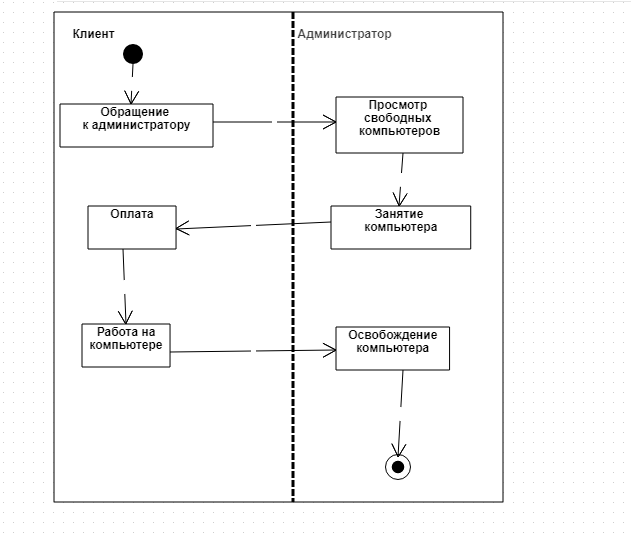 Клиент
Администратор
Обращение
к администратору
Просмотр
свободных
компьютеров
Оплата
Занятие
компьютера
Работа на
компьютере
Освобождение
компьютера